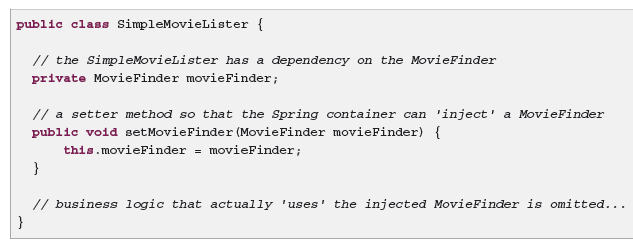 public class SimpleMovieLister {
// the SimpleMovieLister has a dependency on the MovieFinder
private MovieFinder movieFinder;
// a setter method so that the Spring container can 'inject' a MovieFinder
public void setMovieFinder(MovieFinder movieFinder) {
this.movieFinder = movieFinder;
}
// business logic that actually 'uses' the injected MovieFinder is omitted...
}